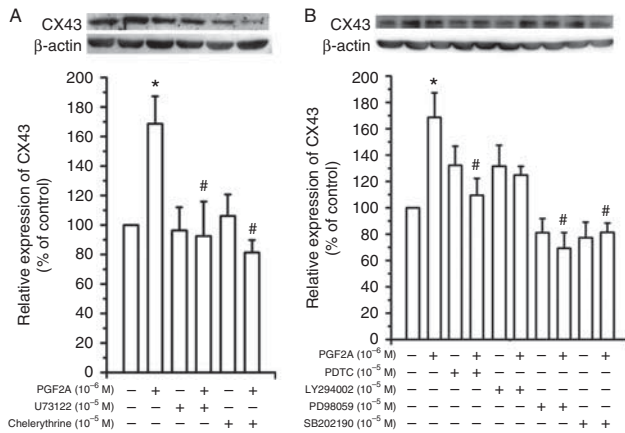 A
CX43
β-actin
200
180
160
140
120
100
80
60
40
20
0
Relative expression of CX43
(% of control)
*
#
#
PGF2A (10⁻⁶ M) – + – + – +
U73122 (10⁻⁵ M) – – + + – –
Chelerythrine (10⁻⁵ M) – – – – + +
B
CX43
β-actin
200
180
160
140
120
100
80
60
40
20
0
Relative expression of CX43
(% of control)
*
#
#
#
PGF2A (10⁻⁶ M) – + – + – + – + – +
PDTC (10⁻⁵ M) – – + + – – – – – –
LY294002 (10⁻⁵ M) – – – – + + – – – –
PD98059 (10⁻⁵ M) – – – – – – + + – –
SB202190 (10⁻⁵ M) – – – – – – – – + +